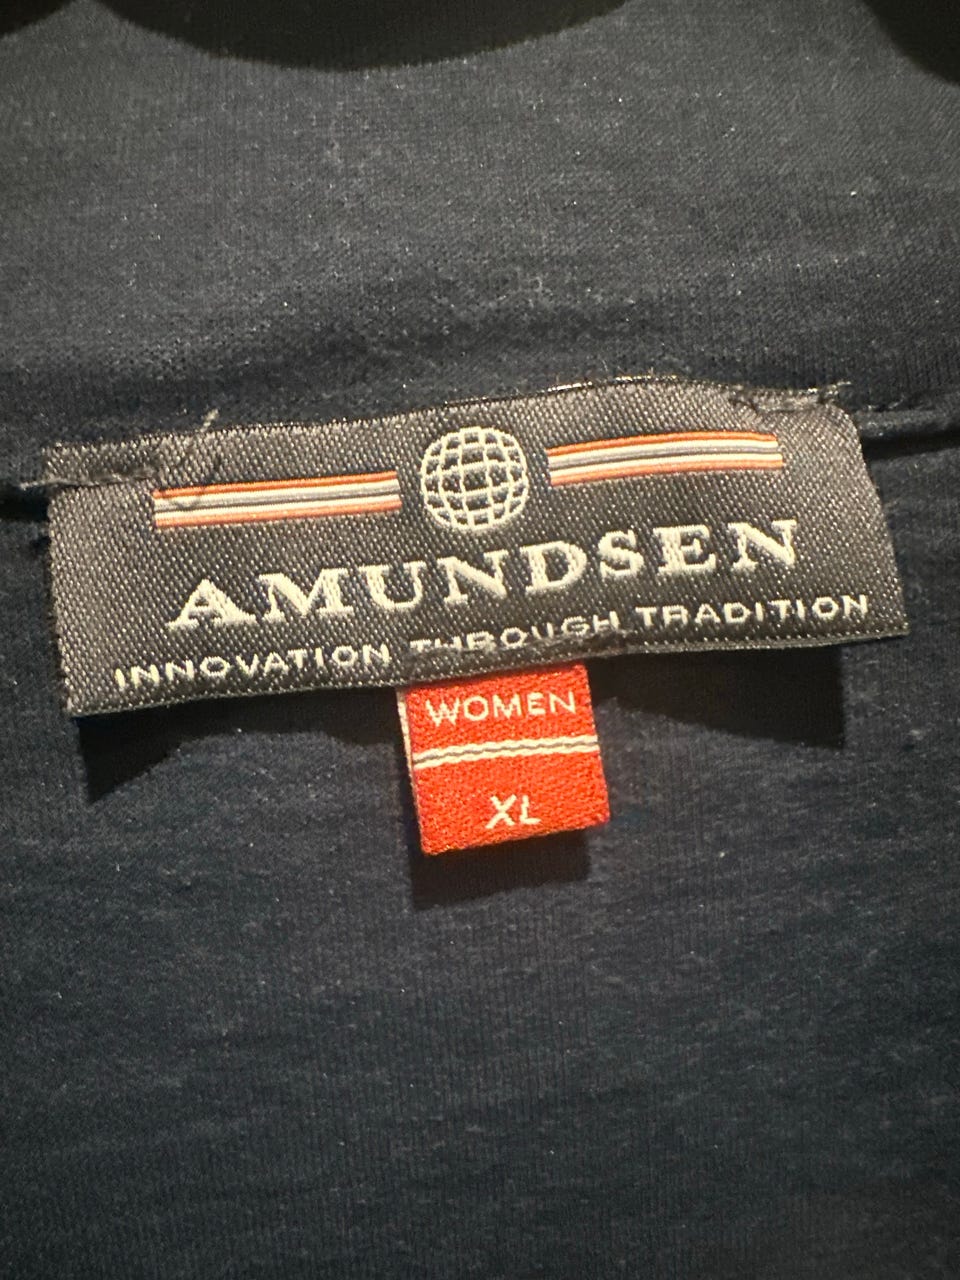 AMUNDSEN
INNOVATION THROUGH TRADITION
WOMEN
XL